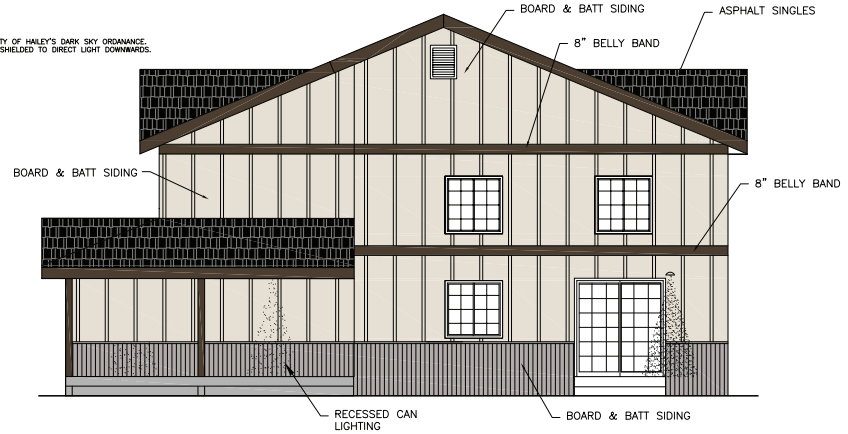 BOARD & BATT SIDING
ASPHALT SINGLES
TY OF HAILEY'S DARK SKY ORDANANCE.
SHIELDED TO DIRECT LIGHT DOWNWARDS.
8" BELLY BAND
BOARD & BATT SIDING
8" BELLY BAND
RECESSED CAN
LIGHTING
BOARD & BATT SIDING